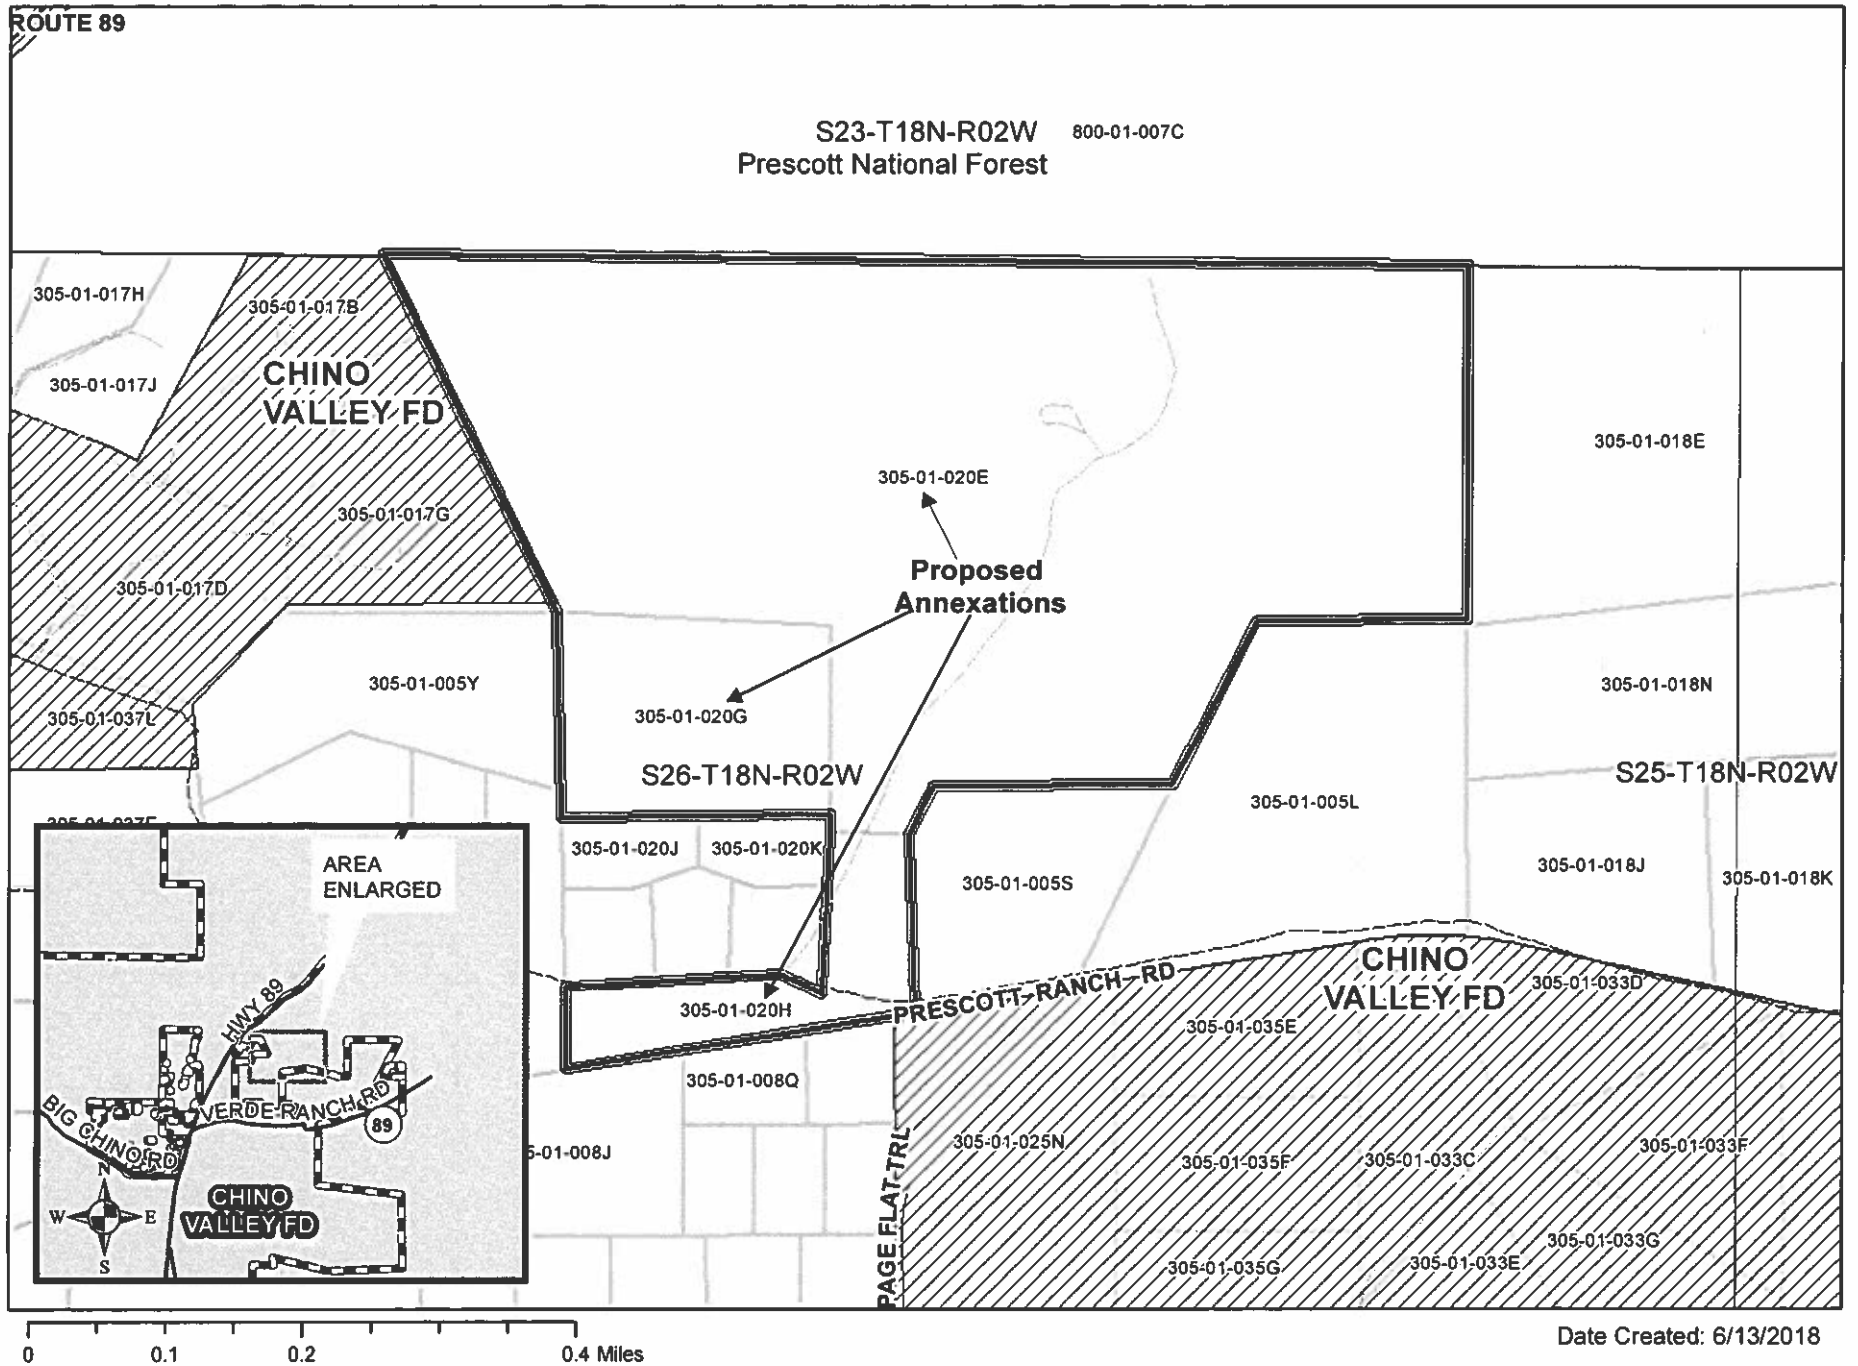 ROUTE 89
S23-T18N-R02W 800-01-007C
Prescott National Forest
305-01-017H
305-01-017B
305-01-017J
CHINO
VALLEY FD
305-01-018E
305-01-020E
305-01-017G
305-01-017D
Proposed
Annexations
305-01-005Y
305-01-018N
305-01-037L
305-01-020G
S26-T18N-R02W
S25-T18N-R02W
305-01-005L
305-01-020J
305-01-020K
305-01-005S
305-01-018J
305-01-018K
CHINO
VALLEY FD
305-01-033D
305-01-020H
PRESCOTT RANCH RD
305-01-035E
305-01-008Q
305-01-025N
305-01-035F
305-01-033C
305-01-033F
5-01-008J
PAGE FLAT TRL
305-01-033G
305-01-035G
305-01-033E
AREA
ENLARGED
HWY 89
VERDE RANCH RD
89
BIG CHINO RD
N
W E
S
CHINO
VALLEY FD
0 0.1 0.2 0.4 Miles
Date Created: 6/13/2018